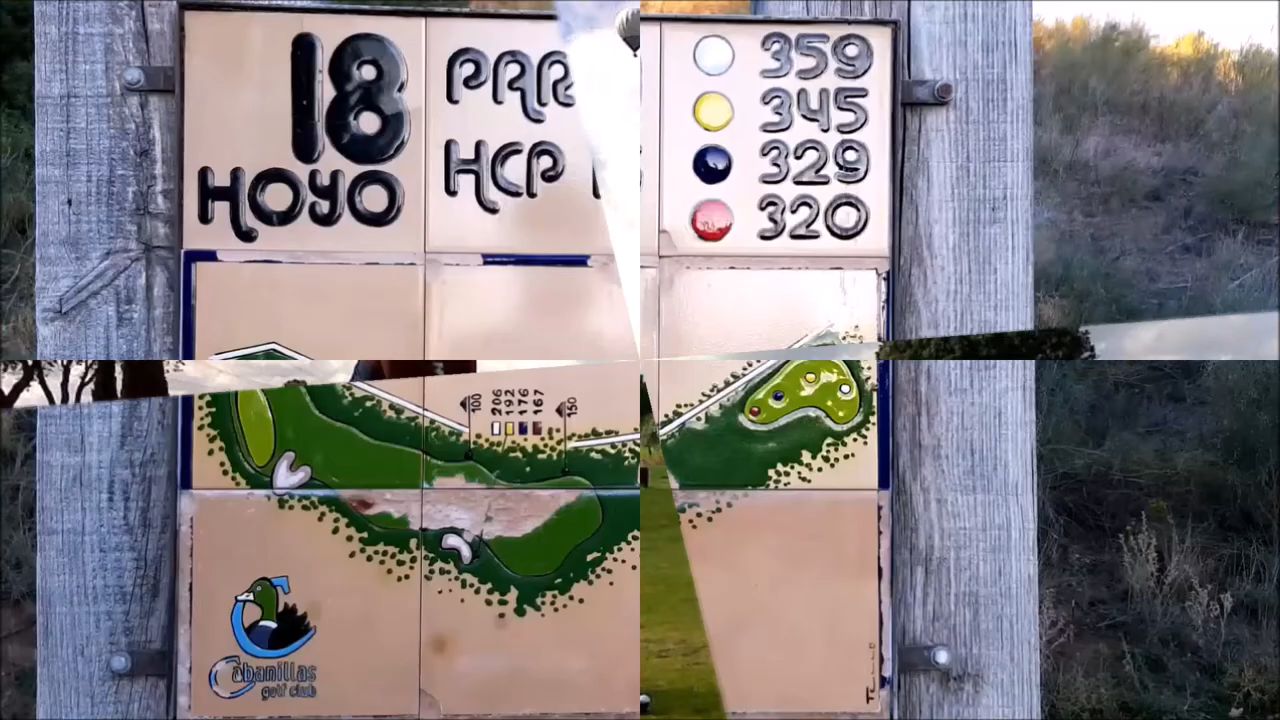 18
HOYO
PAR
HCP
359
345
329
320
100
206
192
176
167
150
Cabanillas
golf club